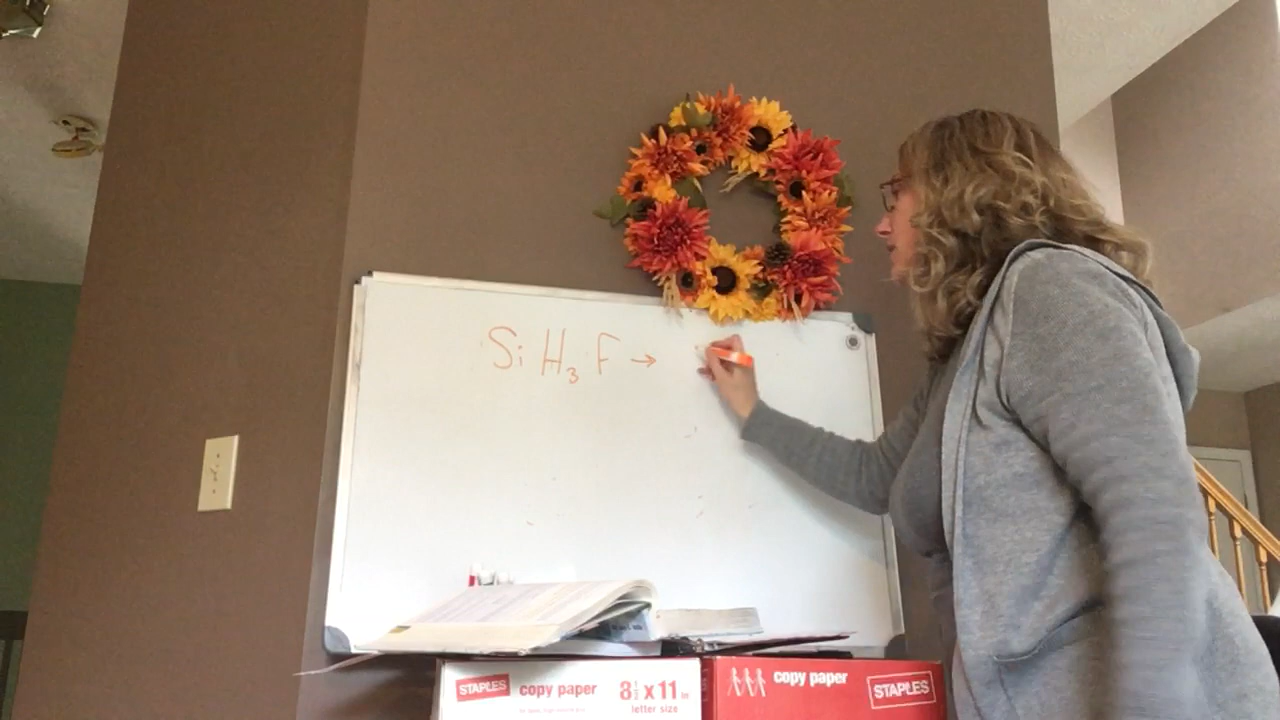 SiH₃F →
STAPLES copy paper 8½ x 11 in
letter size
copy paper STAPLES